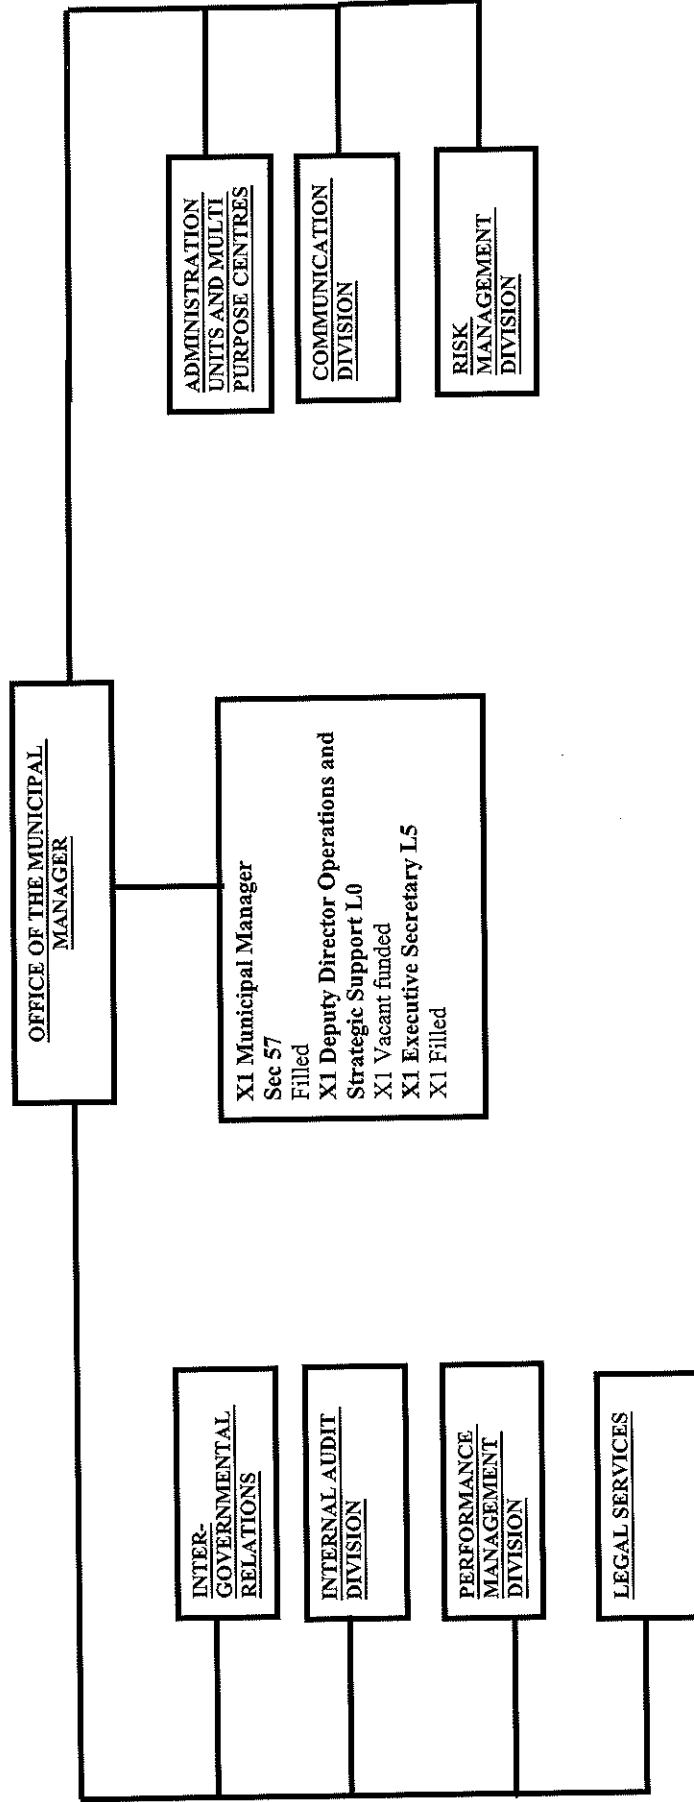 OFFICE OF THE MUNICIPAL
MANAGER
X1 Municipal Manager
Sec 57
Filled
X1 Deputy Director Operations and
Strategic Support L0
X1 Vacant funded
X1 Executive Secretary L5
X1 Filled
INTER-
GOVERNMENTAL
RELATIONS
INTERNAL AUDIT
DIVISION
PERFORMANCE
MANAGEMENT
DIVISION
LEGAL SERVICES
ADMINISTRATION
UNITS AND MULTI
PURPOSE CENTRES
COMMUNICATION
DIVISION
RISK
MANAGEMENT
DIVISION